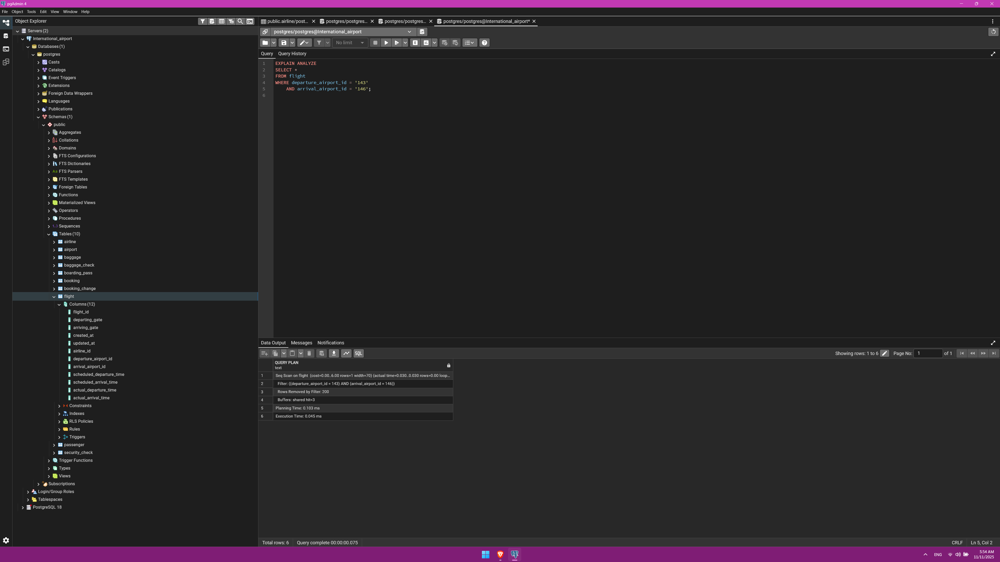 pgAdmin 4
File Object Tools Edit View Window Help
Object Explorer
Servers (2)
International_airport
Databases (1)
postgres
Casts
Catalogs
Event Triggers
Extensions
Foreign Data Wrappers
Languages
Publications
Schemas (1)
public
Aggregates
Collations
Domains
FTS Configurations
FTS Dictionaries
Aa FTS Parsers
FTS Templates
Foreign Tables
Functions
Materialized Views
Operators
Procedures
1..3 Sequences
Tables (10)
airline
airport
baggage
baggage_check
boarding_pass
booking
booking_change
flight
Columns (12)
flight_id
departing_gate
arriving_gate
created_at
updated_at
airline_id
departure_airport_id
arrival_airport_id
scheduled_departure_time
scheduled_arrival_time
actual_departure_time
actual_arrival_time
Constraints
Indexes
RLS Policies
Rules
Triggers
passenger
security_check
Trigger Functions
Types
Views
Subscriptions
Login/Group Roles
Tablespaces
PostgreSQL 18
public.airline/post... postgres/postgres... postgres/postgres... postgres/postgres@International_airport*
postgres/postgres@International_airport
No limit E
Query Query History
1 EXPLAIN ANALYZE
2 SELECT *
3 FROM flight
4 WHERE departure_airport_id = '143'
5 AND arrival_airport_id = '146';
6
Data Output Messages Notifications
SQL Showing rows: 1 to 6 Page No: 1 of 1
QUERY PLAN
text
1 Seq Scan on flight (cost=0.00..6.00 rows=1 width=70) (actual time=0.030..0.030 rows=0.00 loop...
2 Filter: ((departure_airport_id = 143) AND (arrival_airport_id = 146))
3 Rows Removed by Filter: 200
4 Buffers: shared hit=3
5 Planning Time: 0.103 ms
6 Execution Time: 0.045 ms
Total rows: 6 Query complete 00:00:00.075 CRLF Ln 5, Col 2
ENG 5:54 AM
11/11/2025